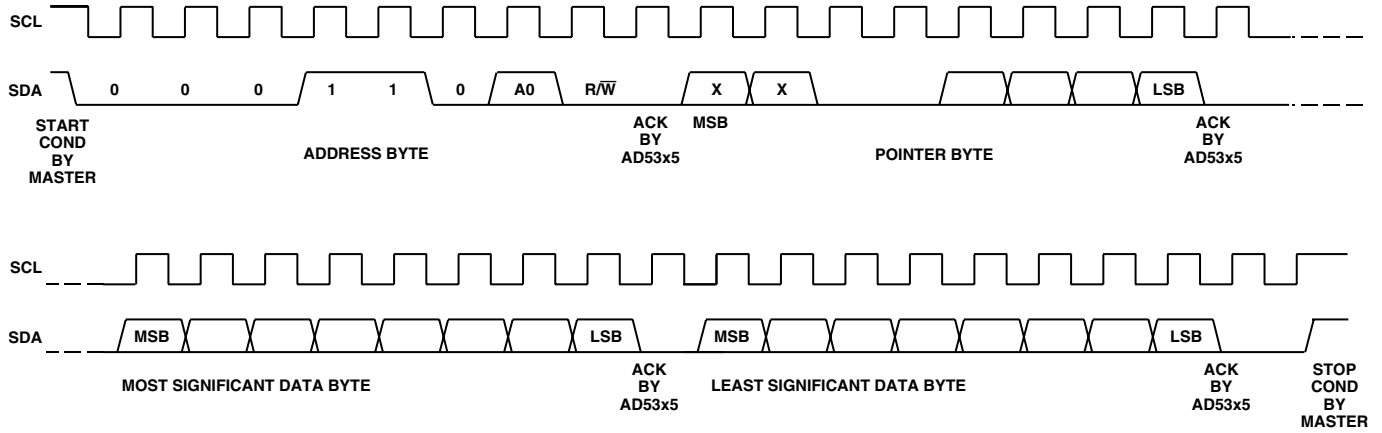 SCL
SDA 0 0 0 1 1 0 A0 R/W̅ X X LSB
START COND BY MASTER
ADDRESS BYTE
ACK BY AD53x5
MSB
POINTER BYTE
ACK BY AD53x5
SCL
SDA MSB LSB MSB LSB
MOST SIGNIFICANT DATA BYTE
ACK BY AD53x5
LEAST SIGNIFICANT DATA BYTE
ACK BY AD53x5
STOP COND BY MASTER